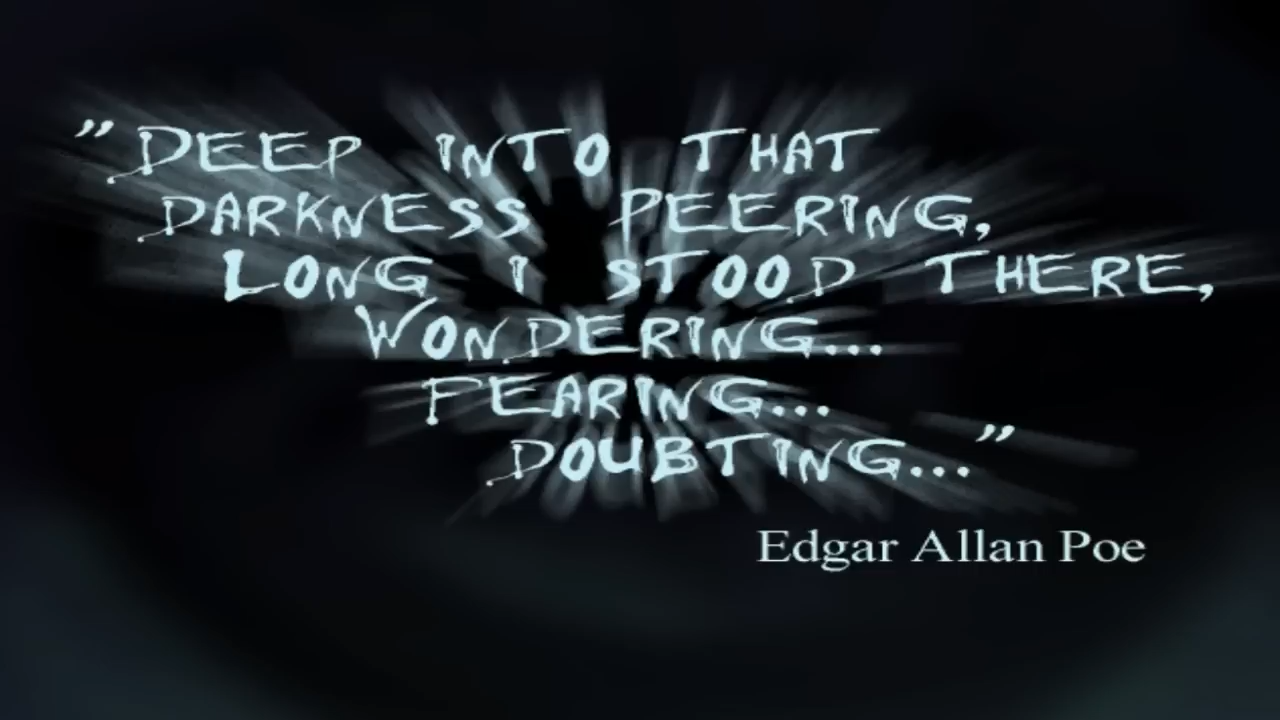 ”DEEP INTO THAT
DARKNESS PEERING,
LONG I STOOD THERE,
WONDERING...
FEARING...
DOUBTING...”
Edgar Allan Poe